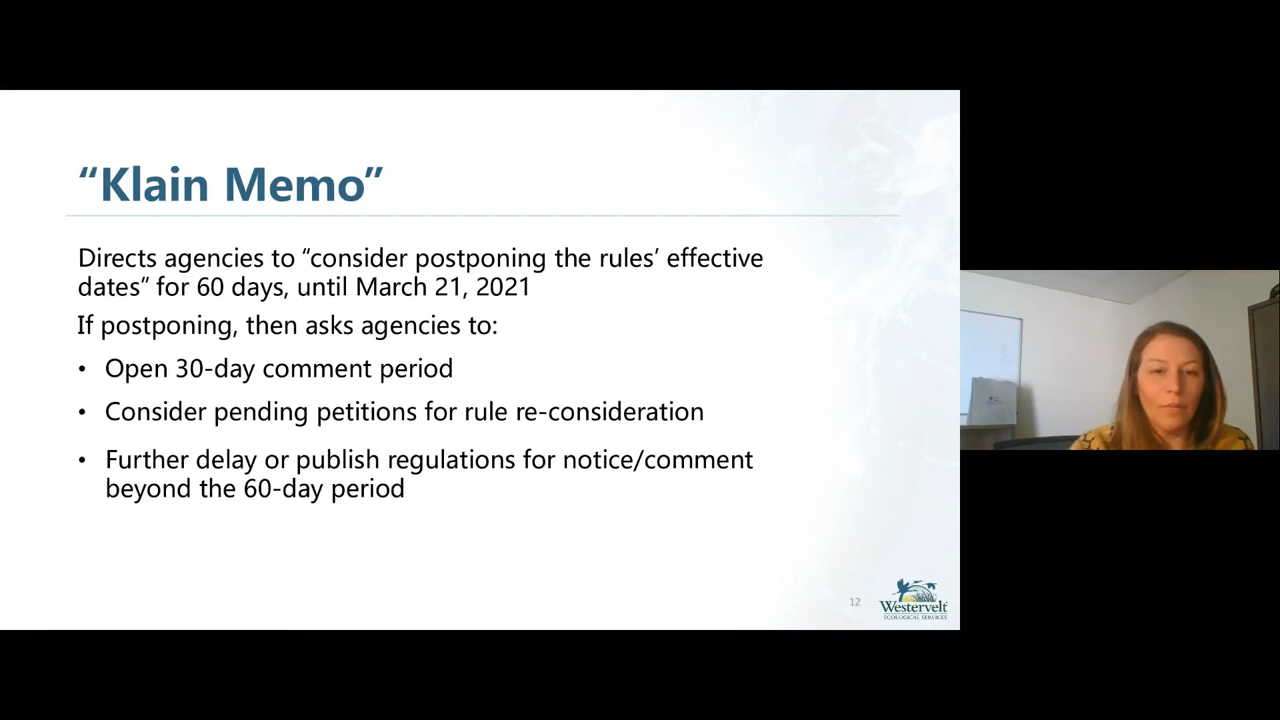 “Klain Memo”
Directs agencies to “consider postponing the rules’ effective
dates” for 60 days, until March 21, 2021
If postponing, then asks agencies to:
• Open 30-day comment period
• Consider pending petitions for rule re-consideration
• Further delay or publish regulations for notice/comment
beyond the 60-day period
12
Westervelt
ECOLOGICAL SERVICES